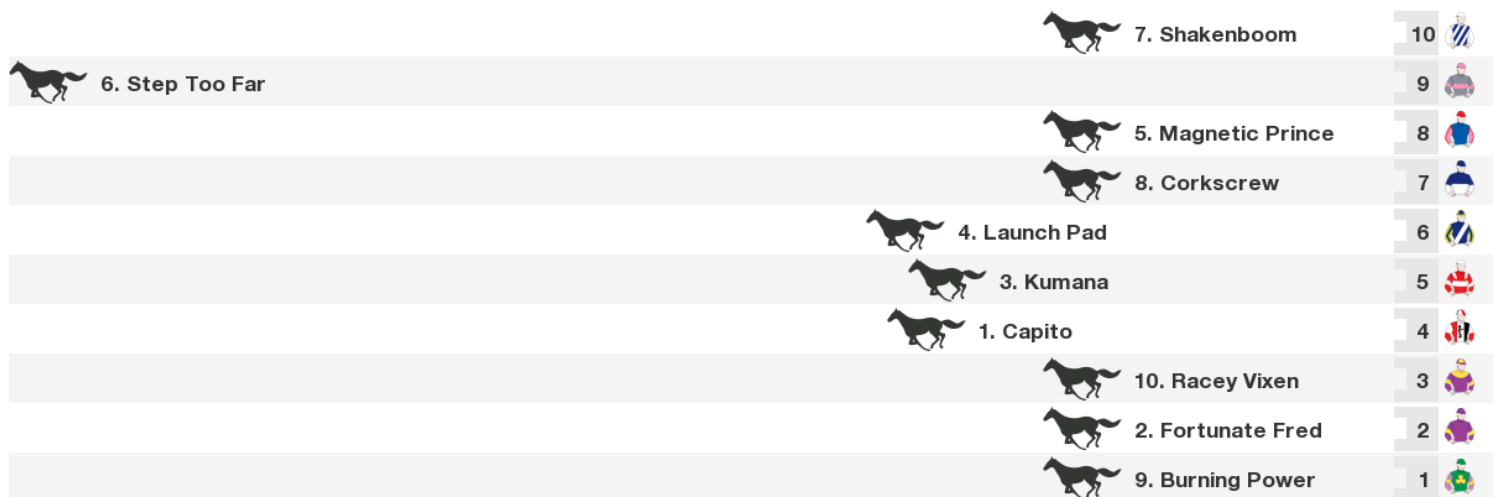 7. Shakenboom 10
6. Step Too Far 9
5. Magnetic Prince 8
8. Corkscrew 7
4. Launch Pad 6
3. Kumana 5
1. Capito 4
10. Racey Vixen 3
2. Fortunate Fred 2
9. Burning Power 1